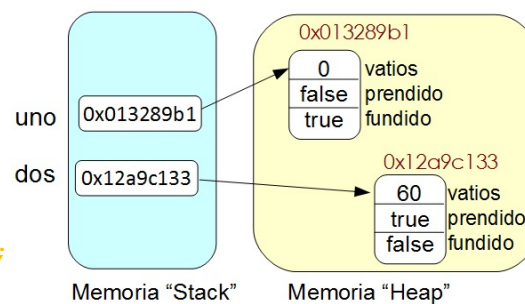 0x013289b1
0 vatios
false prendido
true fundido
uno 0x013289b1
dos 0x12a9c133
0x12a9c133
60 vatios
true prendido
false fundido
;
Memoria “Stack” Memoria “Heap”